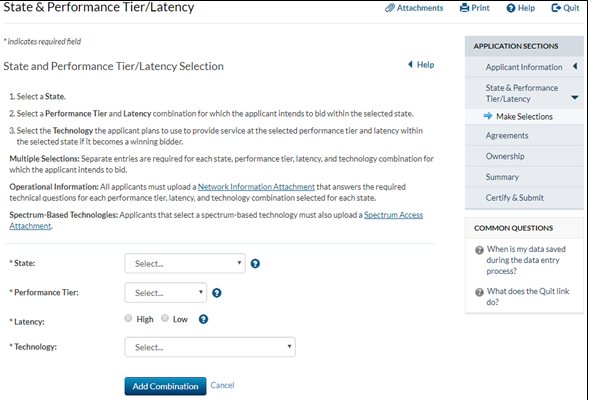 State & Performance Tier/Latency
Attachments Print Help Quit
* indicates required field
State and Performance Tier/Latency Selection
Help
1. Select a State.
2. Select a Performance Tier and Latency combination for which the applicant intends to bid within the selected state.
3. Select the Technology the applicant plans to use to provide service at the selected performance tier and latency within
the selected state if it becomes a winning bidder.
Multiple Selections: Separate entries are required for each state, performance tier, latency, and technology combination for
which the applicant intends to bid.
Operational Information: All applicants must upload a Network Information Attachment that answers the required
technical questions for each performance tier, latency, and technology combination selected for each state.
Spectrum-Based Technologies: Applicants that select a spectrum-based technology must also upload a Spectrum Access
Attachment.
* State: Select...
* Performance Tier: Select...
* Latency: High Low
* Technology: Select...
Add Combination Cancel
APPLICATION SECTIONS
Applicant Information
State & Performance
Tier/Latency
Make Selections
Agreements
Ownership
Summary
Certify & Submit
COMMON QUESTIONS
When is my data saved
during the data entry
process?
What does the Quit link
do?